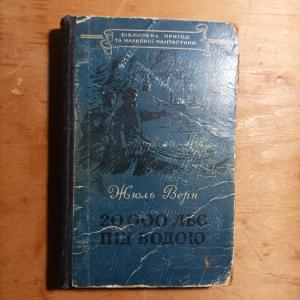 БІБЛІОТЕКА ПРИГОД
ТА НАУКОВОЇ ФАНТАСТИКИ
Жюль Верн
20 000 ЛЬЄ
ПІД ВОДОЮ